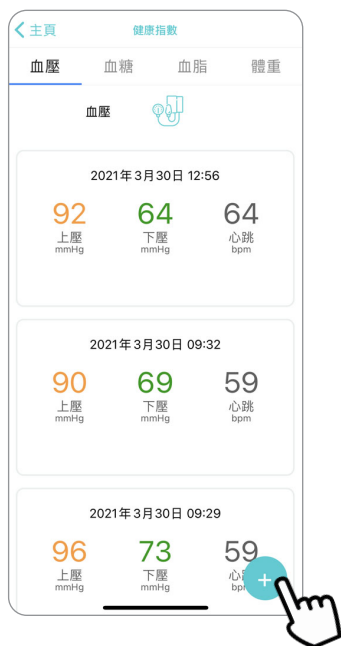 主頁 健康指數
血壓 血糖 血脂 體重
血壓
2021年3月30日 12:56
92 64 64
上壓 下壓 心跳
mmHg mmHg bpm
2021年3月30日 09:32
90 69 59
上壓 下壓 心跳
mmHg mmHg bpm
2021年3月30日 09:29
96 73 59
上壓 下壓 心
mmHg mmHg bp
+